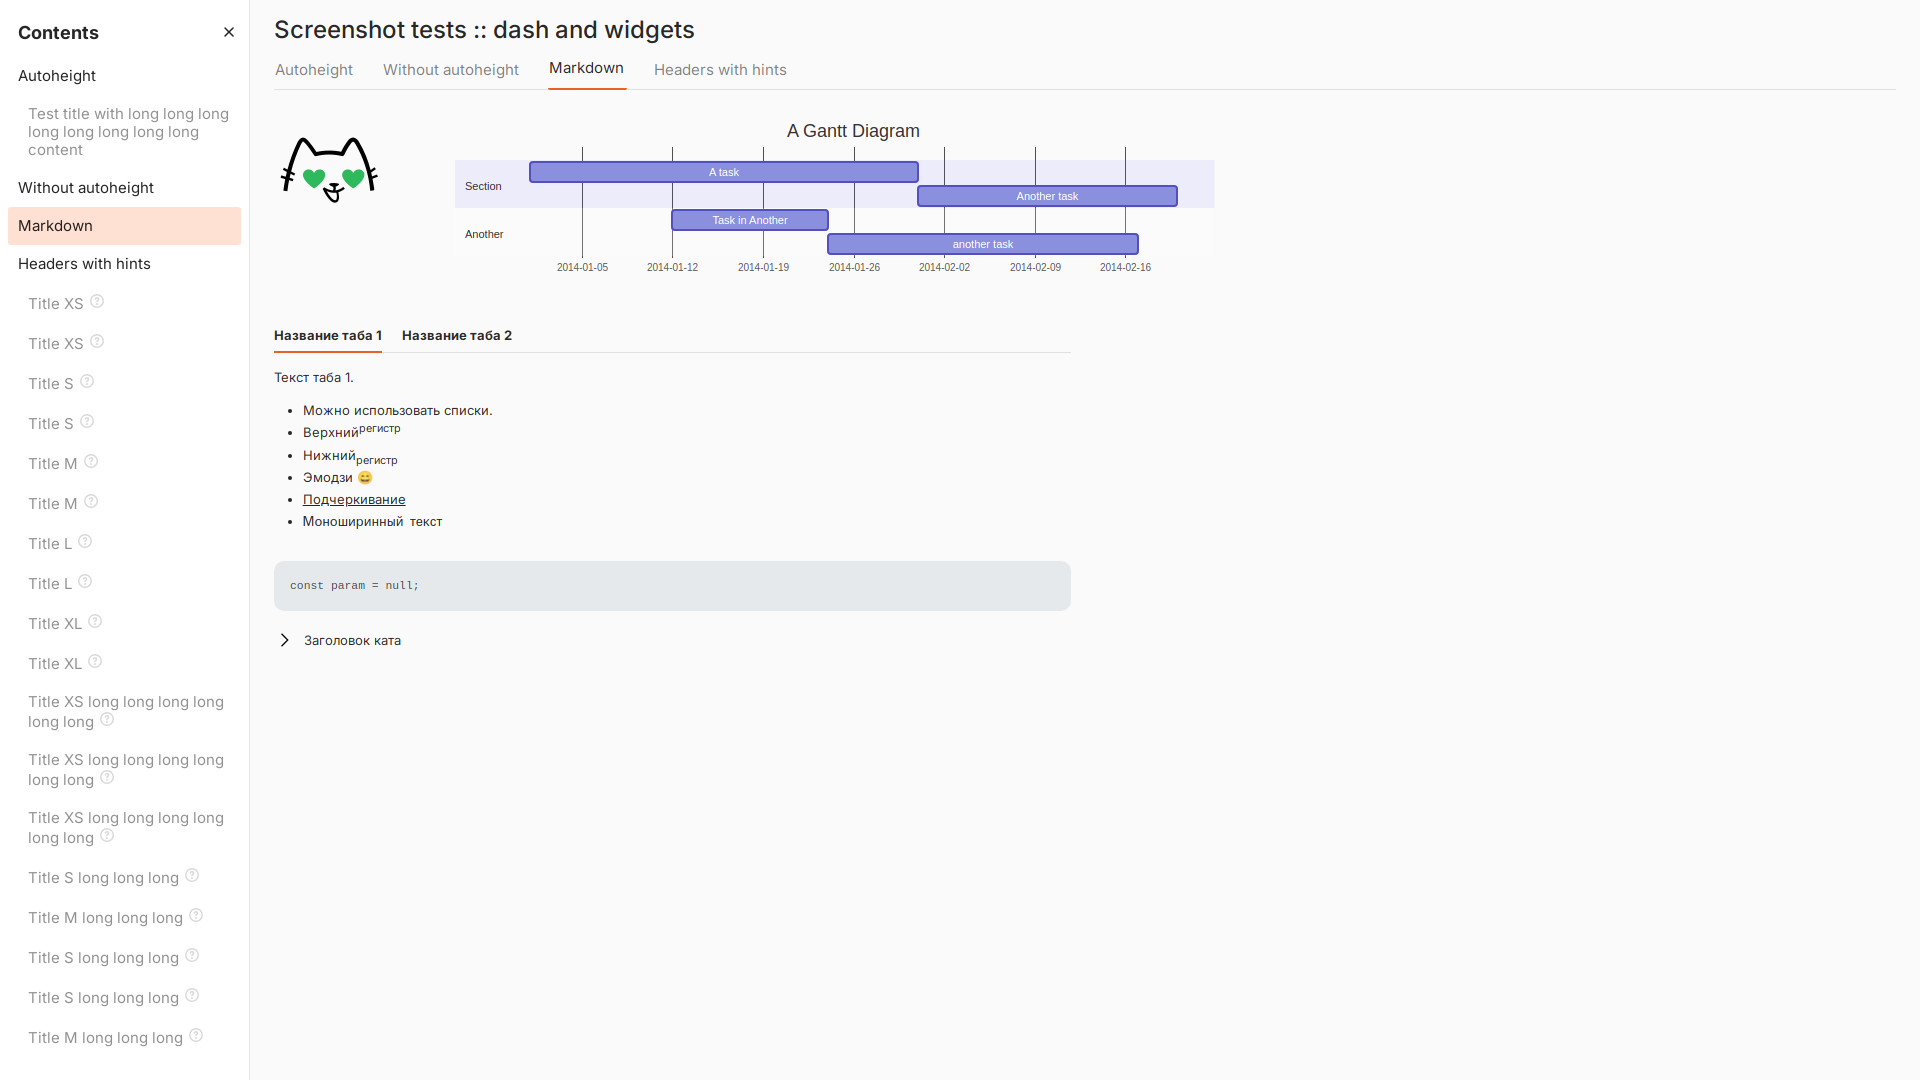 Contents
Autoheight
Test title with long long long
long long long long long
content
Without autoheight
Markdown
Headers with hints
Title XS
Title XS
Title S
Title S
Title M
Title M
Title L
Title L
Title XL
Title XL
Title XS long long long long
long long
Title XS long long long long
long long
Title XS long long long long
long long
Title S long long long
Title M long long long
Title S long long long
Title S long long long
Title M long long long
Screenshot tests :: dash and widgets
Autoheight Without autoheight Markdown Headers with hints
A Gantt Diagram
Section
A task
Another task
Another
Task in Another
another task
2014-01-05 2014-01-12 2014-01-19 2014-01-26 2014-02-02 2014-02-09 2014-02-16
Название таба 1 Название таба 2
Текст таба 1.
Можно использовать списки.
Верхнийрегистр
Нижнийрегистр
Эмодзи 😄
Подчеркивание
Моноширинный текст
const param = null;
Заголовок ката